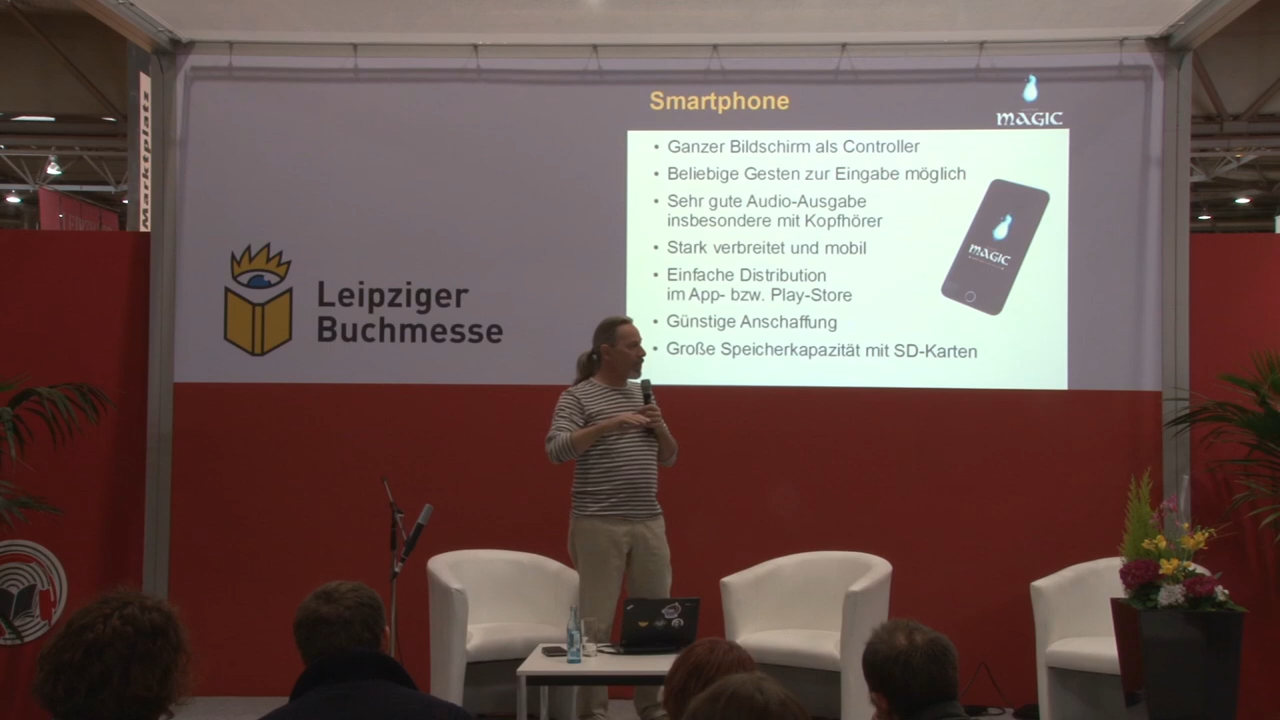 Marktplatz
Smartphone
MAGIC
• Ganzer Bildschirm als Controller
• Beliebige Gesten zur Eingabe möglich
• Sehr gute Audio-Ausgabe
insbesondere mit Kopfhörer
• Stark verbreitet und mobil
• Einfache Distribution
im App- bzw. Play-Store
• Günstige Anschaffung
• Große Speicherkapazität mit SD-Karten
MAGIC
Leipziger
Buchmesse